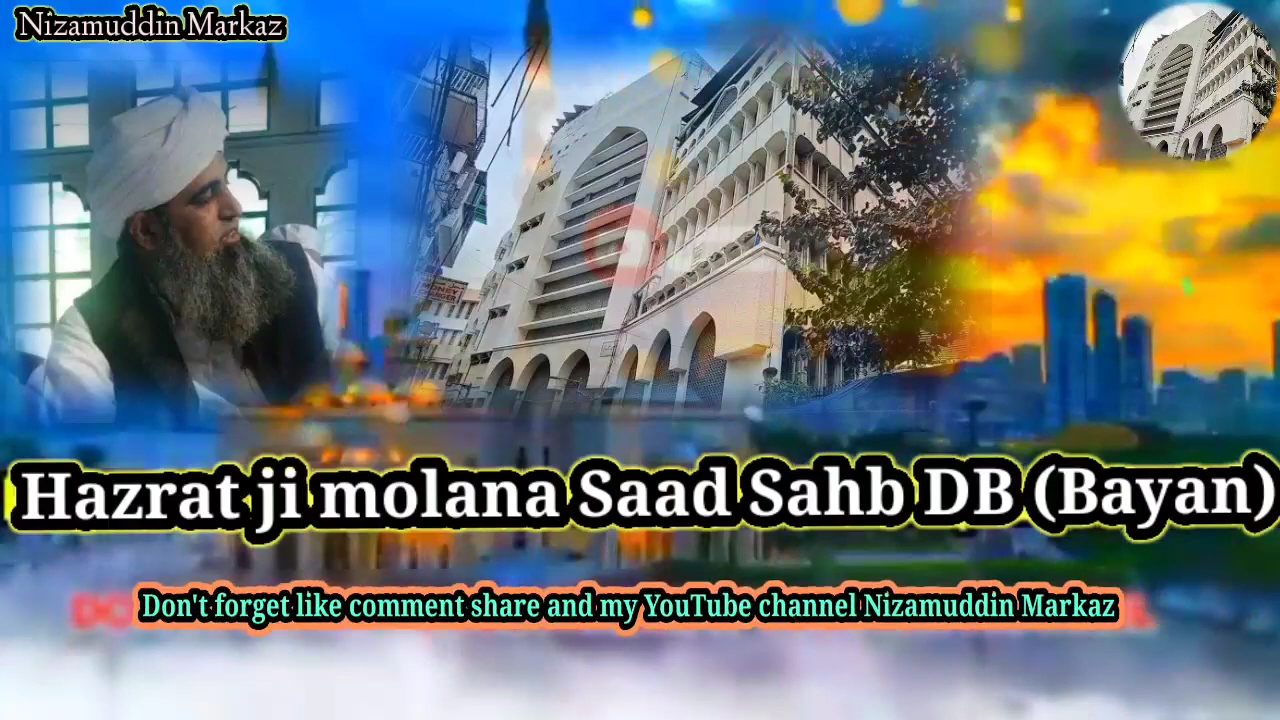 Nizamuddin Markaz
MONEY
Hazrat ji molana Saad Sahb DB (Bayan)
Don't forget like comment share and my YouTube channel Nizamuddin Markaz